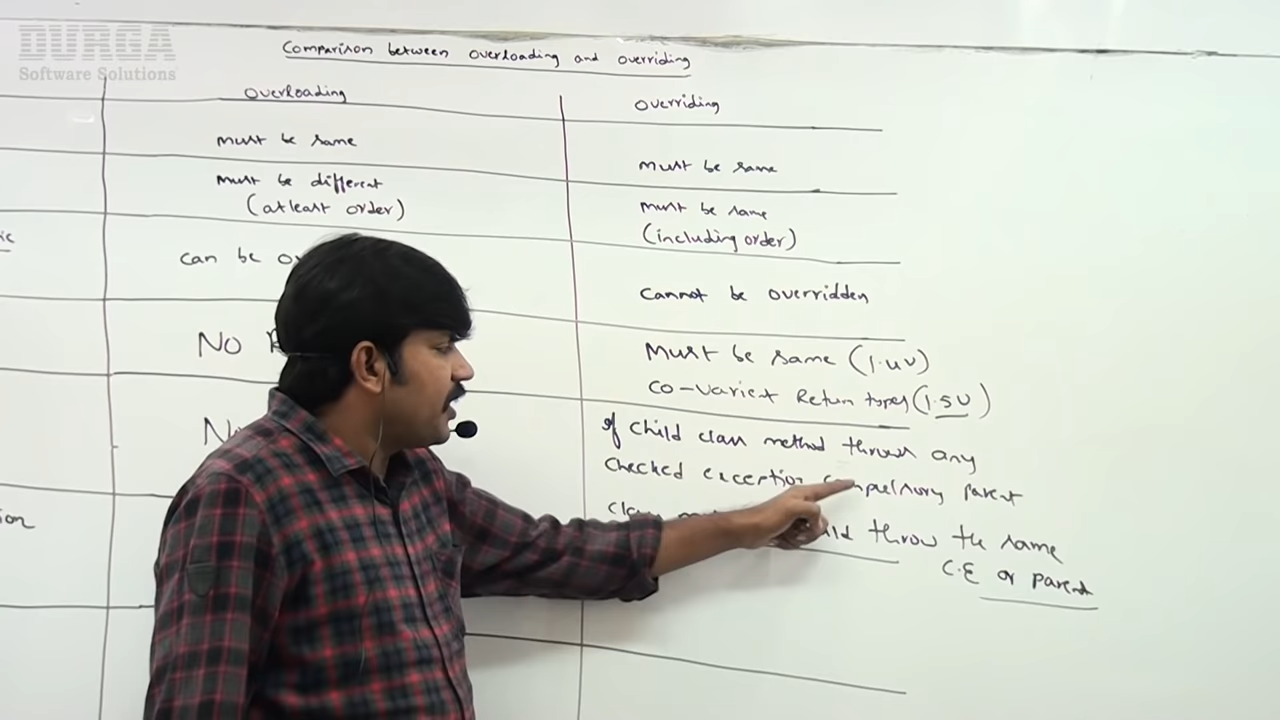 DURGA
Software Solutions
Comparison between overloading and overriding
overloading
overriding
must be same
must be same
must be different
(atleast order)
must be same
(including order)
can be
cannot be overridden
No
Must be same (1.4V)
co-varient Return types (1.5V)
If child class method throws any
checked exception compulsory parent
throw the same
C.E or parent